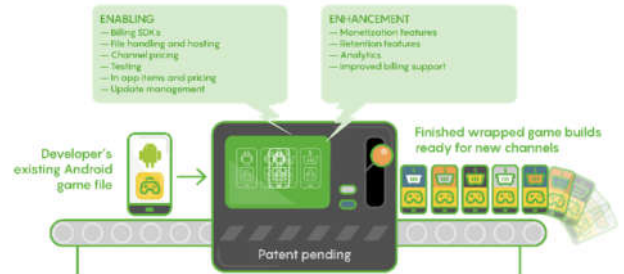 ENABLING
— Billing SDKs
— File handling and hosting
— Channel pricing
— Testing
— In app items and pricing
— Update management
ENHANCEMENT
— Monetization features
— Retention features
— Analytics
— Improved billing support
Developer's
existing Android
game file
Finished wrapped game builds
ready for new channels
Patent pending